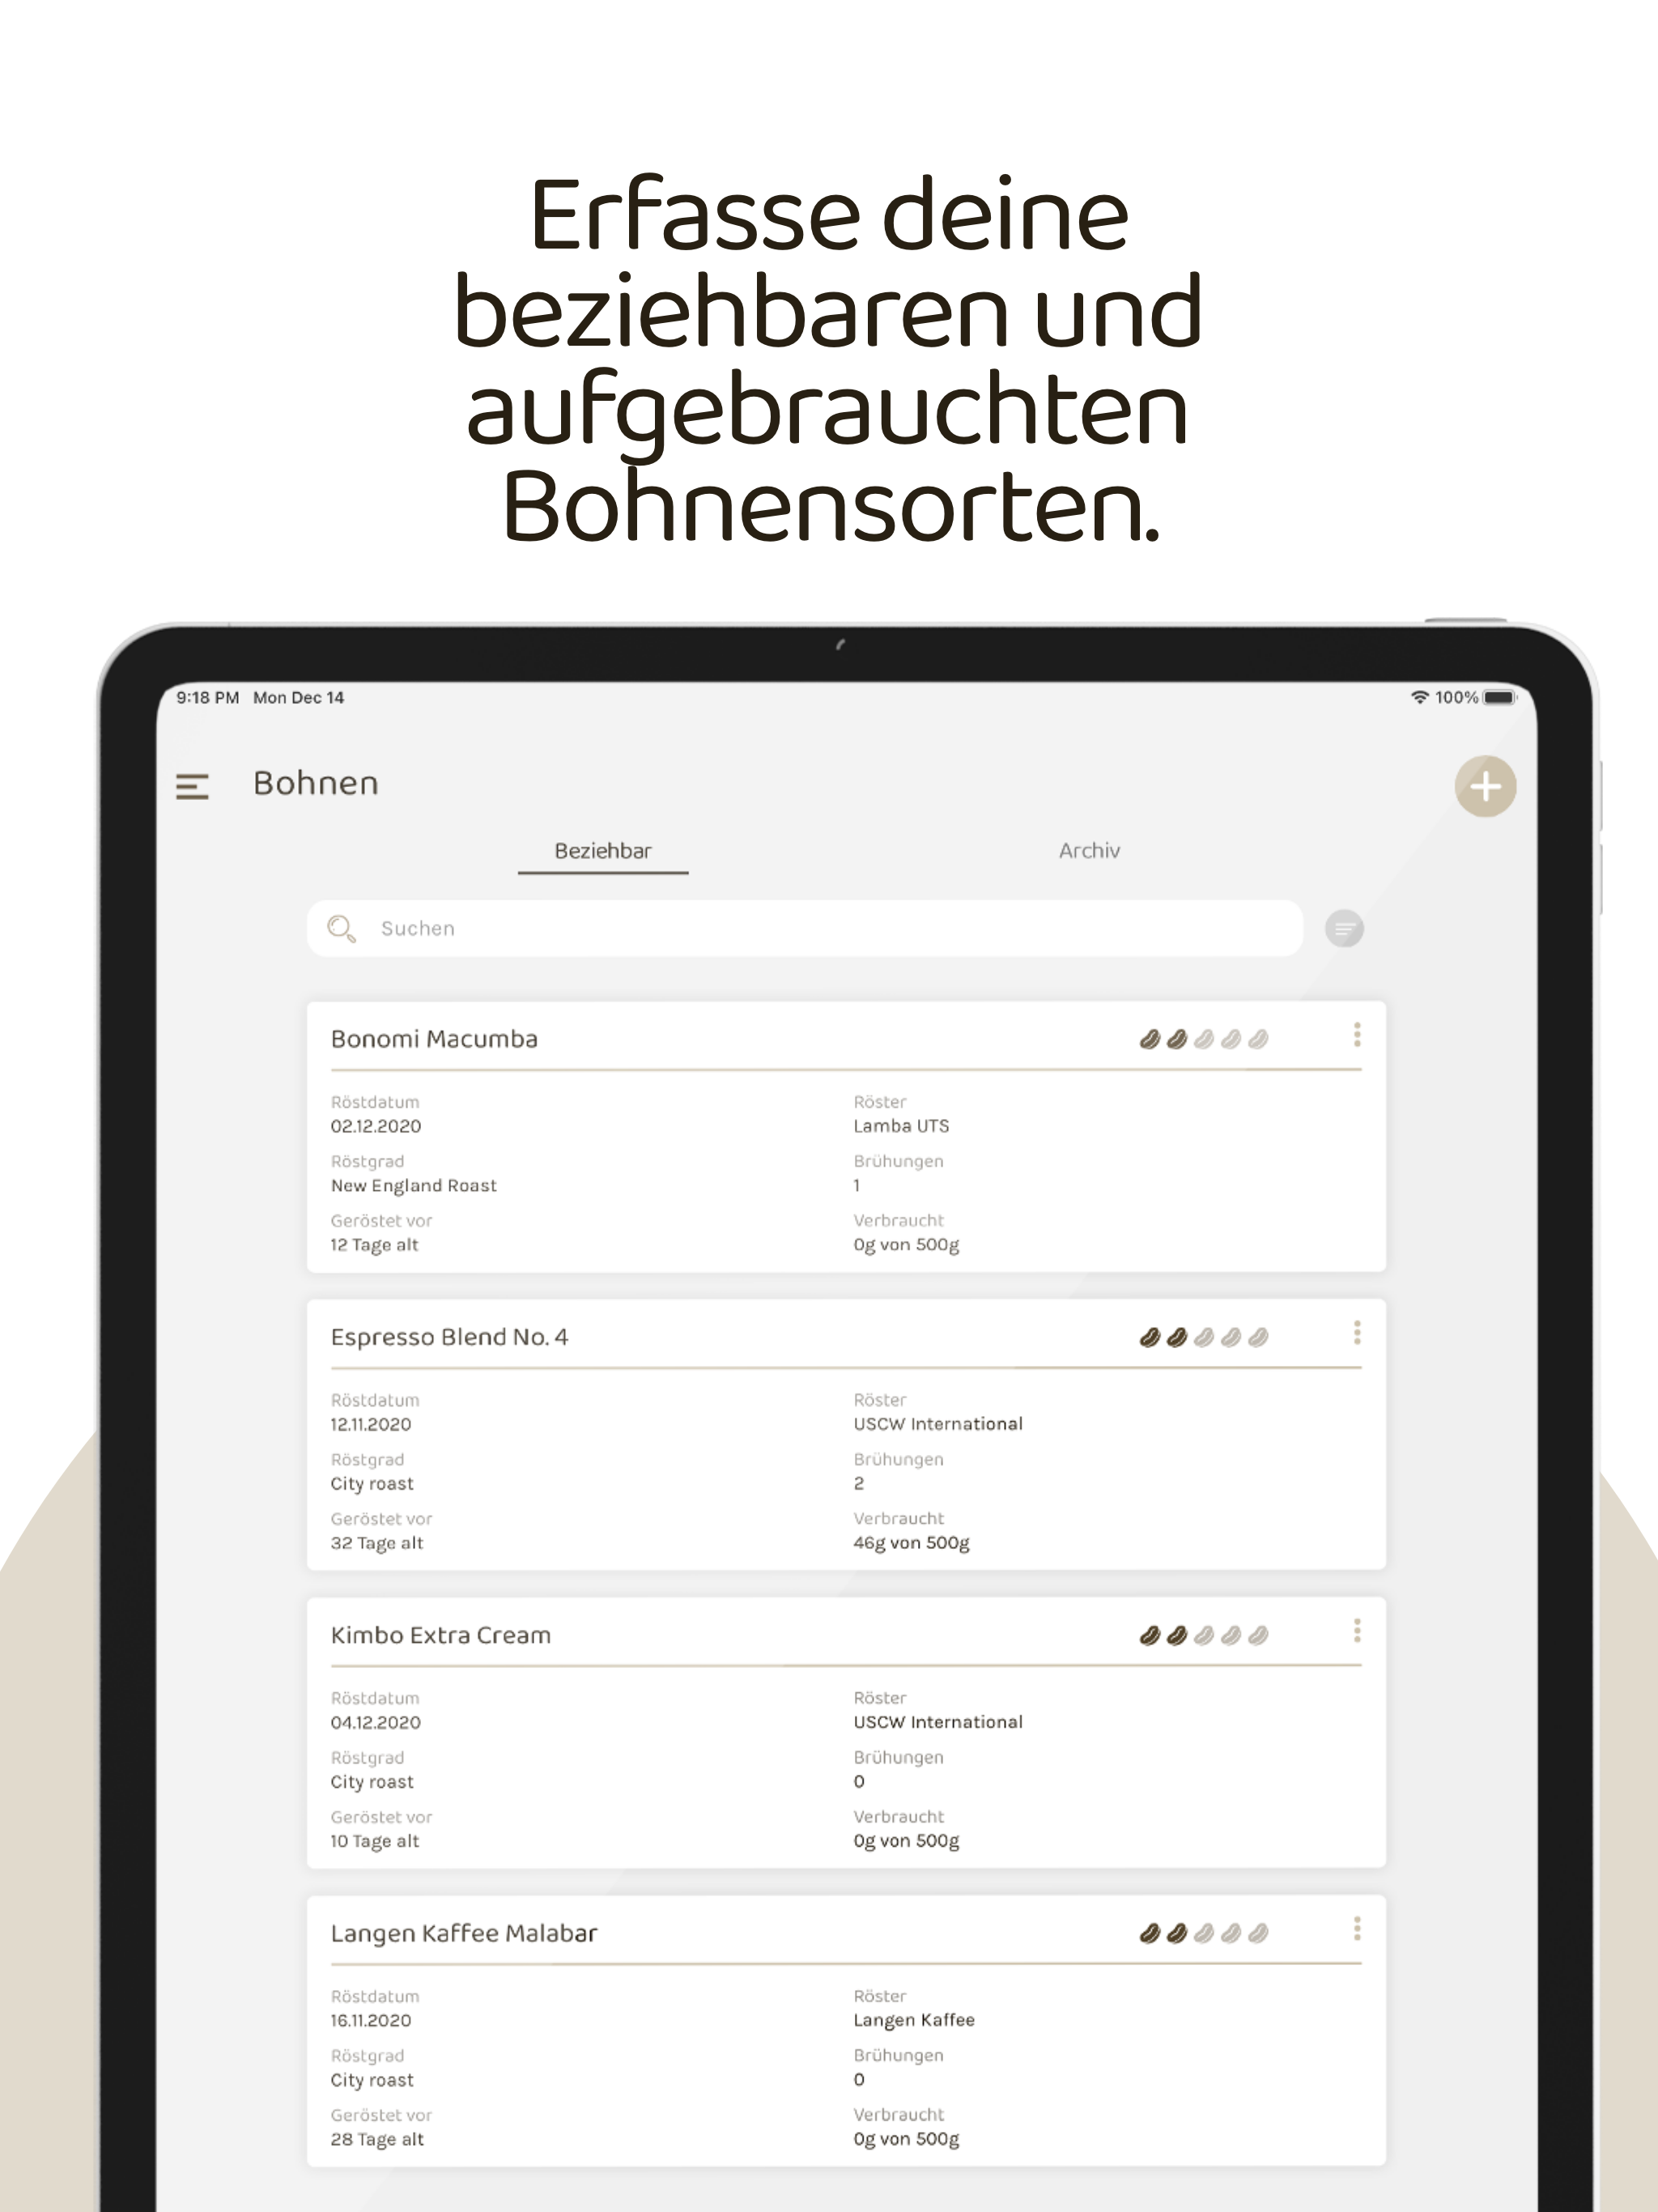 Erfasse deine
beziehbaren und
aufgebrauchten
Bohnensorten.
9:18 PM Mon Dec 14
100%
Bohnen
Beziehbar Archiv
Suchen
Bonomi Macumba
Röstdatum Röster
02.12.2020 Lamba UTS
Röstgrad Brühungen
New England Roast 1
Geröstet vor Verbraucht
12 Tage alt 0g von 500g
Espresso Blend No. 4
Röstdatum Röster
12.11.2020 USCW International
Röstgrad Brühungen
City roast 2
Geröstet vor Verbraucht
32 Tage alt 46g von 500g
Kimbo Extra Cream
Röstdatum Röster
04.12.2020 USCW International
Röstgrad Brühungen
City roast 0
Geröstet vor Verbraucht
10 Tage alt 0g von 500g
Langen Kaffee Malabar
Röstdatum Röster
16.11.2020 Langen Kaffee
Röstgrad Brühungen
City roast 0
Geröstet vor Verbraucht
28 Tage alt 0g von 500g